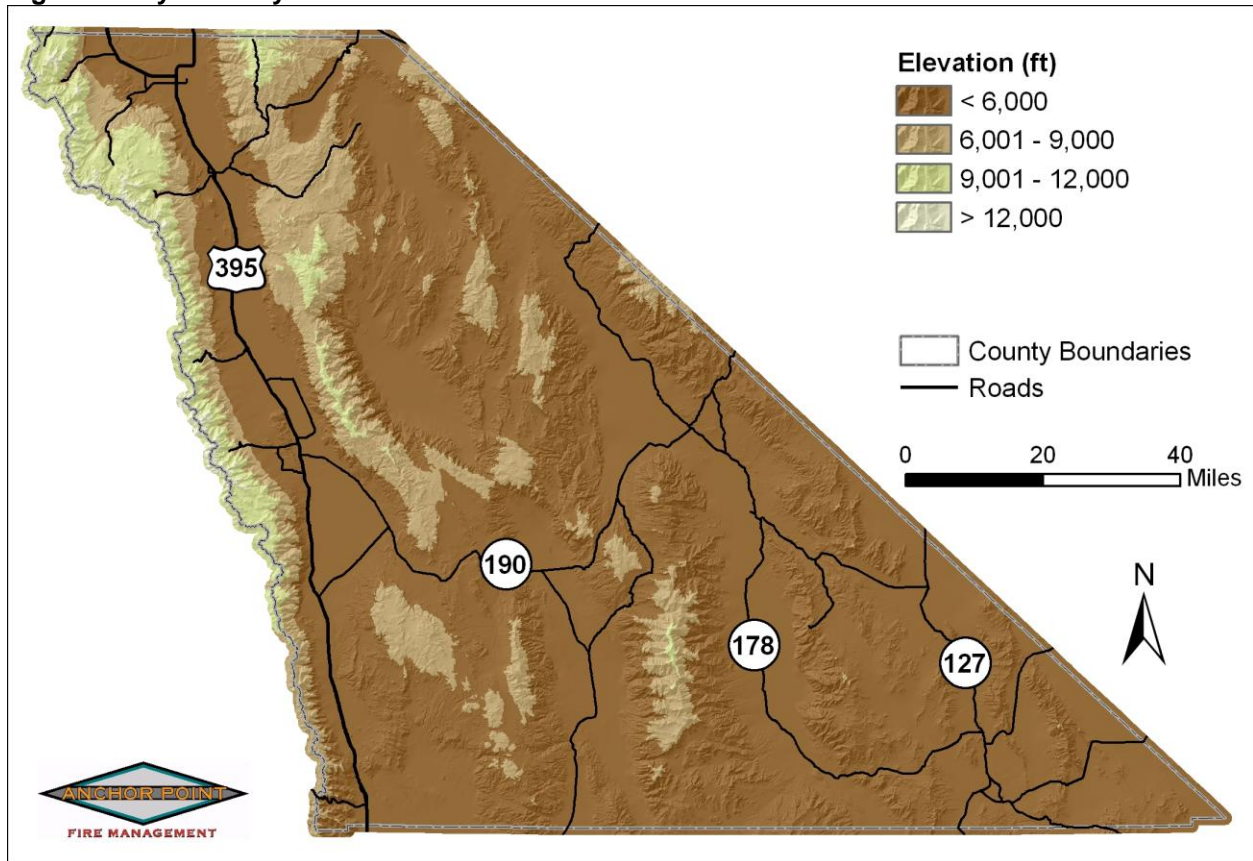 Elevation (ft)
< 6,000
6,001 - 9,000
9,001 - 12,000
> 12,000
395
County Boundaries
Roads
0 20 40
Miles
190
N
178
127
ANCHOR POINT
FIRE MANAGEMENT